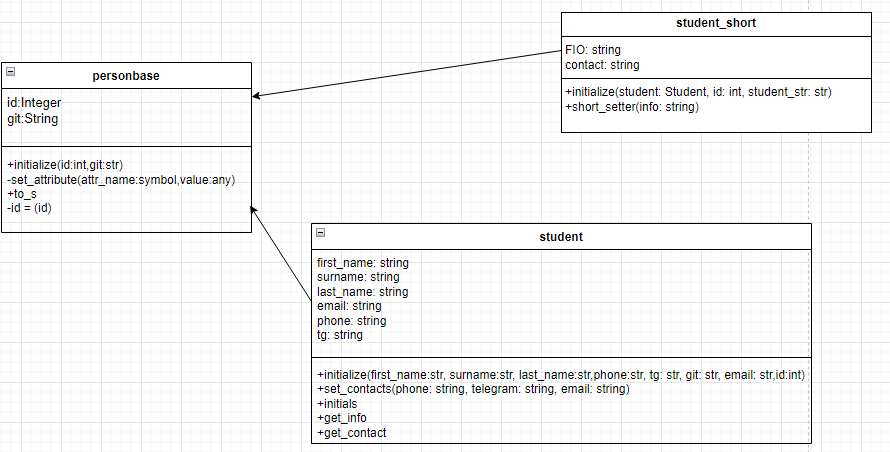 student_short
FIO: string
contact: string
+initialize(student: Student, id: int, student_str: str)
+short_setter(info: string)
personbase
id:Integer
git:String
+initialize(id:int,git:str)
-set_attribute(attr_name:symbol,value:any)
+to_s
-id = (id)
student
first_name: string
surname: string
last_name: string
email: string
phone: string
tg: string
+initialize(first_name:str, surname:str, last_name:str,phone:str, tg: str, git: str, email: str,id:int)
+set_contacts(phone: string, telegram: string, email: string)
+initials
+get_info
+get_contact